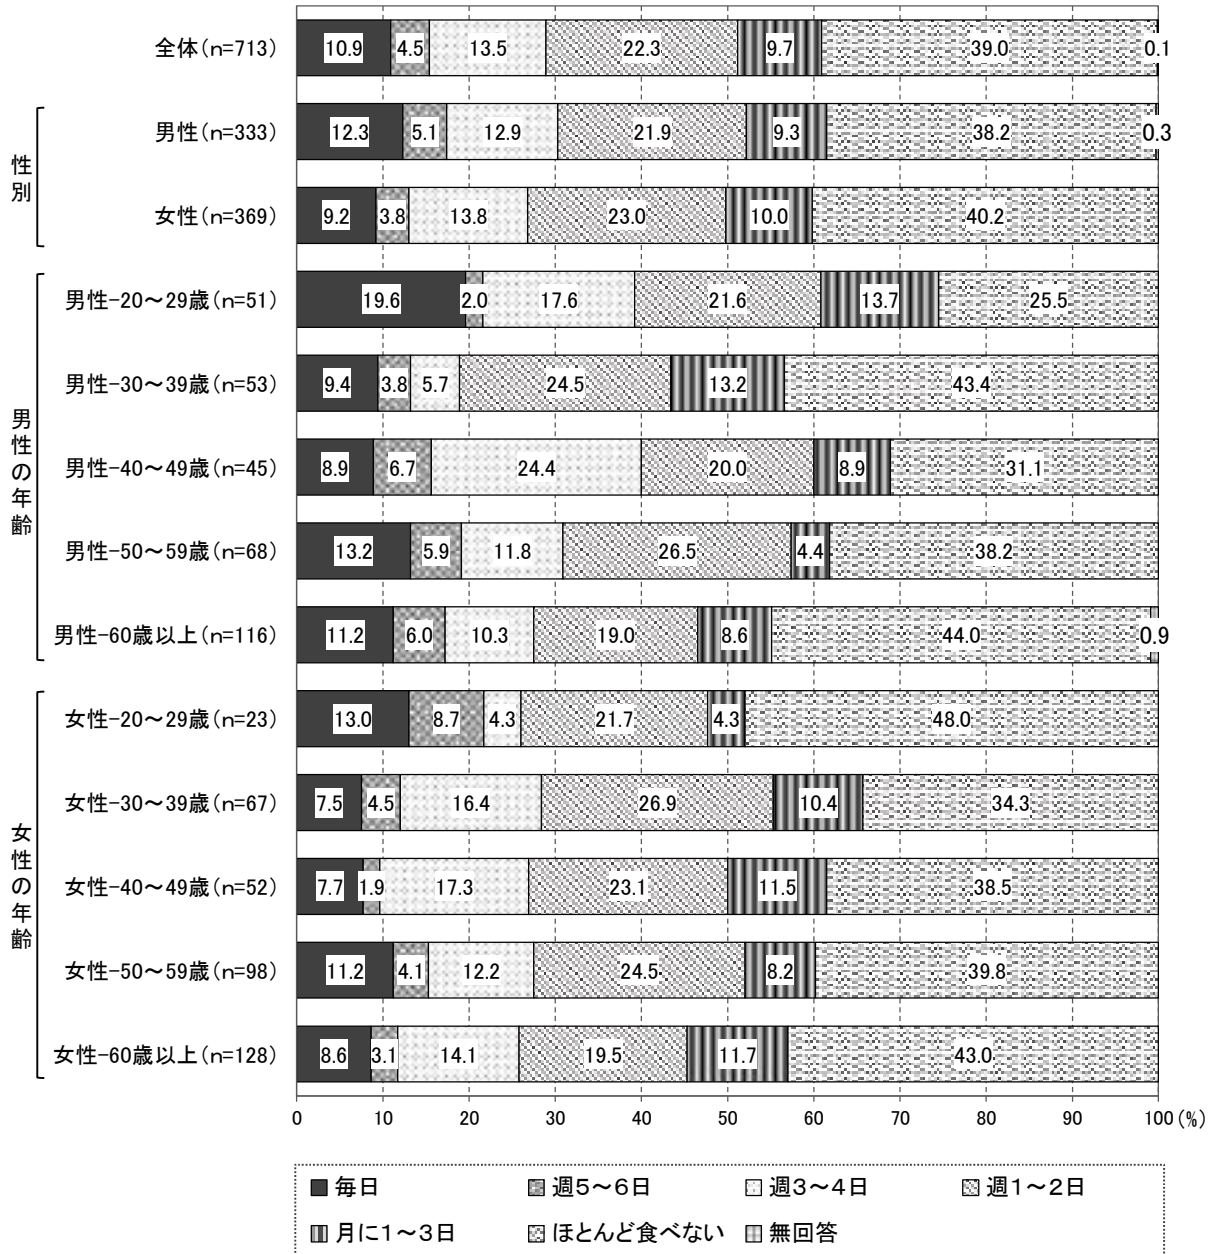 全体(n=713) 10.9 4.5 13.5 22.3 9.7 39.0 0.1
性別
男性(n=333) 12.3 5.1 12.9 21.9 9.3 38.2 0.3
女性(n=369) 9.2 3.8 13.8 23.0 10.0 40.2
男性の年齢
男性-20～29歳(n=51) 19.6 2.0 17.6 21.6 13.7 25.5
男性-30～39歳(n=53) 9.4 3.8 5.7 24.5 13.2 43.4
男性-40～49歳(n=45) 8.9 6.7 24.4 20.0 8.9 31.1
男性-50～59歳(n=68) 13.2 5.9 11.8 26.5 4.4 38.2
男性-60歳以上(n=116) 11.2 6.0 10.3 19.0 8.6 44.0 0.9
女性の年齢
女性-20～29歳(n=23) 13.0 8.7 4.3 21.7 4.3 48.0
女性-30～39歳(n=67) 7.5 4.5 16.4 26.9 10.4 34.3
女性-40～49歳(n=52) 7.7 1.9 17.3 23.1 11.5 38.5
女性-50～59歳(n=98) 11.2 4.1 12.2 24.5 8.2 39.8
女性-60歳以上(n=128) 8.6 3.1 14.1 19.5 11.7 43.0
0 10 20 30 40 50 60 70 80 90 100(%)
毎日 週5～6日 週3～4日 週1～2日
月に1～3日 ほとんど食べない 無回答